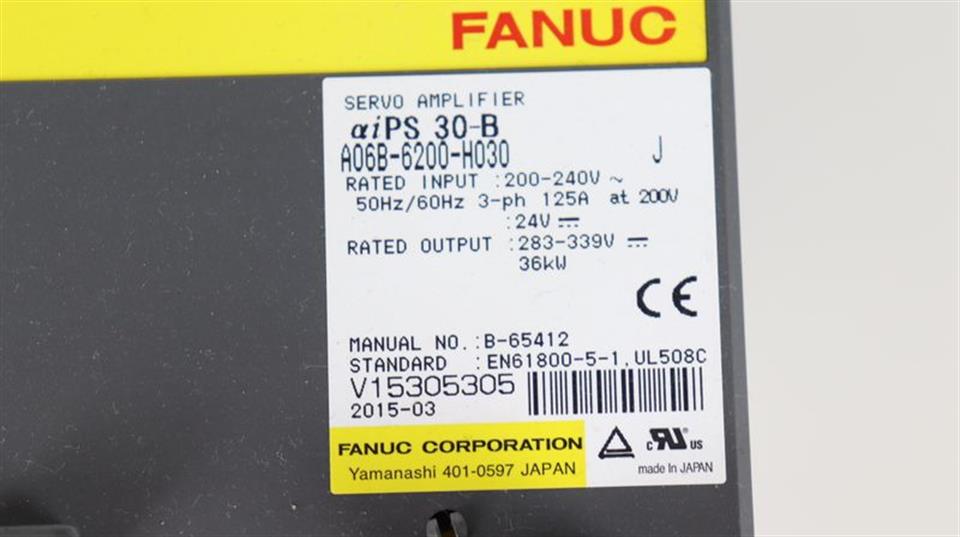 FANUC
SERVO AMPLIFIER
αiPS 30-B
A06B-6200-H030 J
RATED INPUT :200-240V ~
50Hz/60Hz 3-ph 125A at 200V
:24V ⎓
RATED OUTPUT :283-339V ⎓
36kW
CE
MANUAL NO.:B-65412
STANDARD :EN61800-5-1,UL508C
V15305305
2015-03
FANUC CORPORATION
Yamanashi 401-0597 JAPAN
c RU us
made in JAPAN